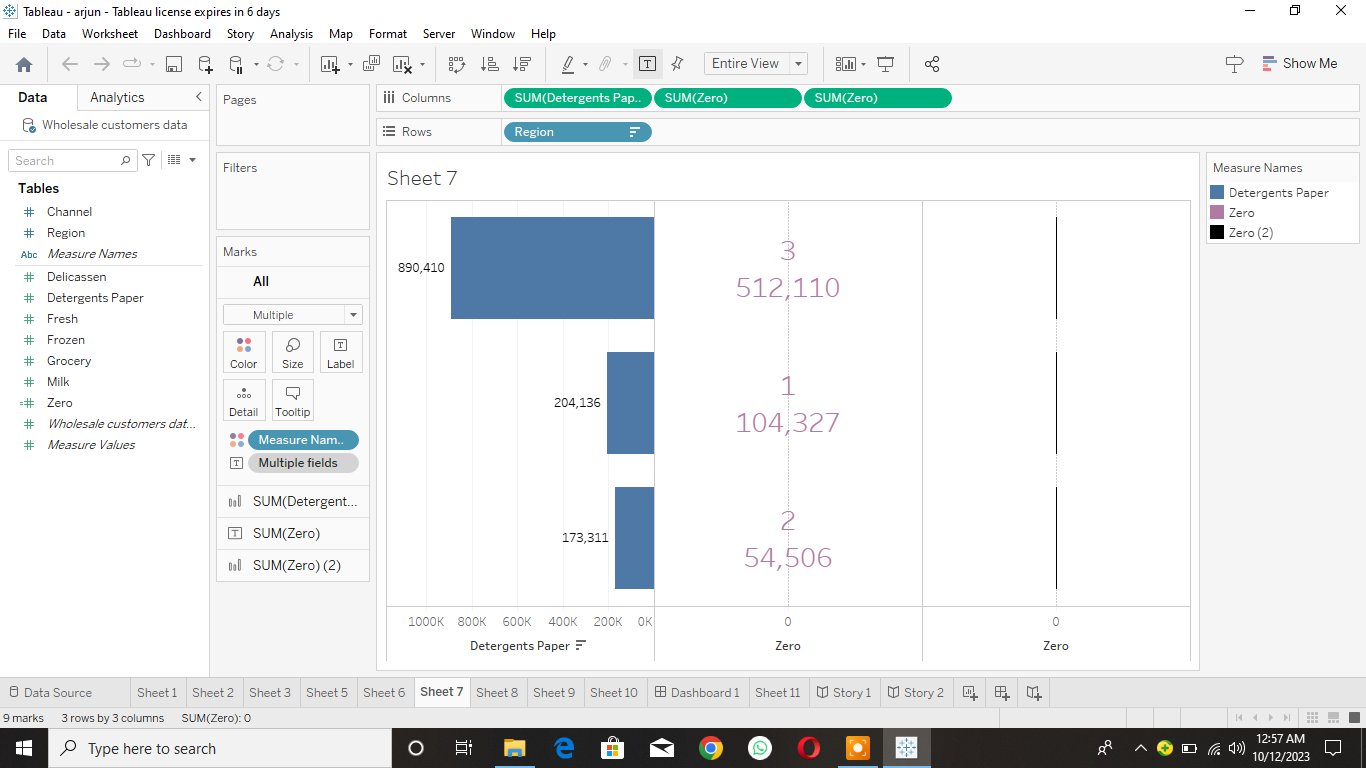 Tableau - arjun - Tableau license expires in 6 days
File Data Worksheet Dashboard Story Analysis Map Format Server Window Help
Entire View
Show Me
Data Analytics
Wholesale customers data
Search
Tables
Channel
Region
Abc Measure Names
Delicassen
Detergents Paper
Fresh
Frozen
Grocery
Milk
Zero
Wholesale customers dat...
Measure Values
Pages
Filters
Marks
All
Multiple
Color Size Label
Detail Tooltip
Measure Nam..
Multiple fields
SUM(Detergent...
SUM(Zero)
SUM(Zero) (2)
Columns SUM(Detergents Pap.. SUM(Zero) SUM(Zero)
Rows Region
Sheet 7
890,410
3
512,110
204,136
1
104,327
173,311
2
54,506
1000K 800K 600K 400K 200K 0K 0 0
Detergents Paper Zero Zero
Measure Names
Detergents Paper
Zero
Zero (2)
Data Source Sheet 1 Sheet 2 Sheet 3 Sheet 5 Sheet 6 Sheet 7 Sheet 8 Sheet 9 Sheet 10 Dashboard 1 Sheet 11 Story 1 Story 2
9 marks 3 rows by 3 columns SUM(Zero): 0
Type here to search
12:57 AM
10/12/2023